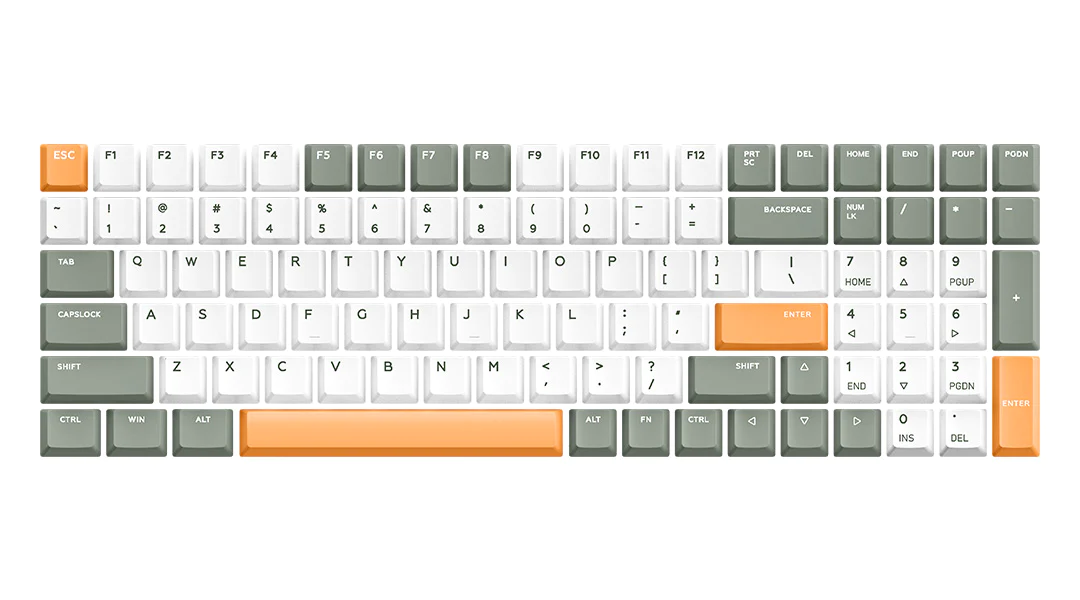 ESC F1 F2 F3 F4 F5 F6 F7 F8 F9 F10 F11 F12 PRT SC DEL HOME END PGUP PGDN
~ ! @ # $ % ^ & * ( ) — + BACKSPACE NUM LK / * –
` 1 2 3 4 5 6 7 8 9 0 - =
TAB Q W E R T Y U I O P { } | 7 8 9 +
[ ] \ HOME △ PGUP
CAPSLOCK A S D F G H J K L : " ENTER 4 5 6
_ _ ; ' ◁ _ ▷
SHIFT Z X C V B N M < > ? SHIFT △ 1 2 3 ENTER
, . / END ▽ PGDN
CTRL WIN ALT ALT FN CTRL ◁ ▽ ▷ 0 .
INS DEL